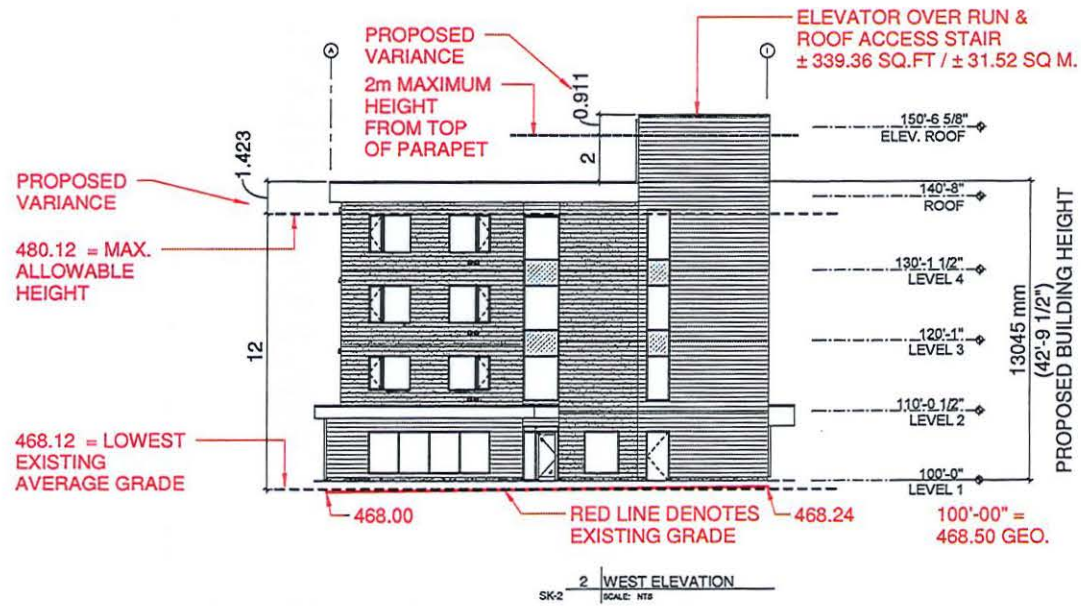 ELEVATOR OVER RUN &
ROOF ACCESS STAIR
± 339.36 SQ.FT / ± 31.52 SQ M.
A
I
PROPOSED
VARIANCE
2m MAXIMUM
HEIGHT
FROM TOP
OF PARAPET
0.911
2
150'-6 5/8"
ELEV. ROOF
1.423
PROPOSED
VARIANCE
140'-8"
ROOF
480.12 = MAX.
ALLOWABLE
HEIGHT
130'-1 1/2"
LEVEL 4
12
120'-1"
LEVEL 3
110'-0 1/2"
LEVEL 2
13045 mm
(42'-9 1/2")
PROPOSED BUILDING HEIGHT
468.12 = LOWEST
EXISTING
AVERAGE GRADE
100'-0"
LEVEL 1
468.00
RED LINE DENOTES
EXISTING GRADE
468.24
100'-00" =
468.50 GEO.
2 WEST ELEVATION
SK-2 SCALE: NTS